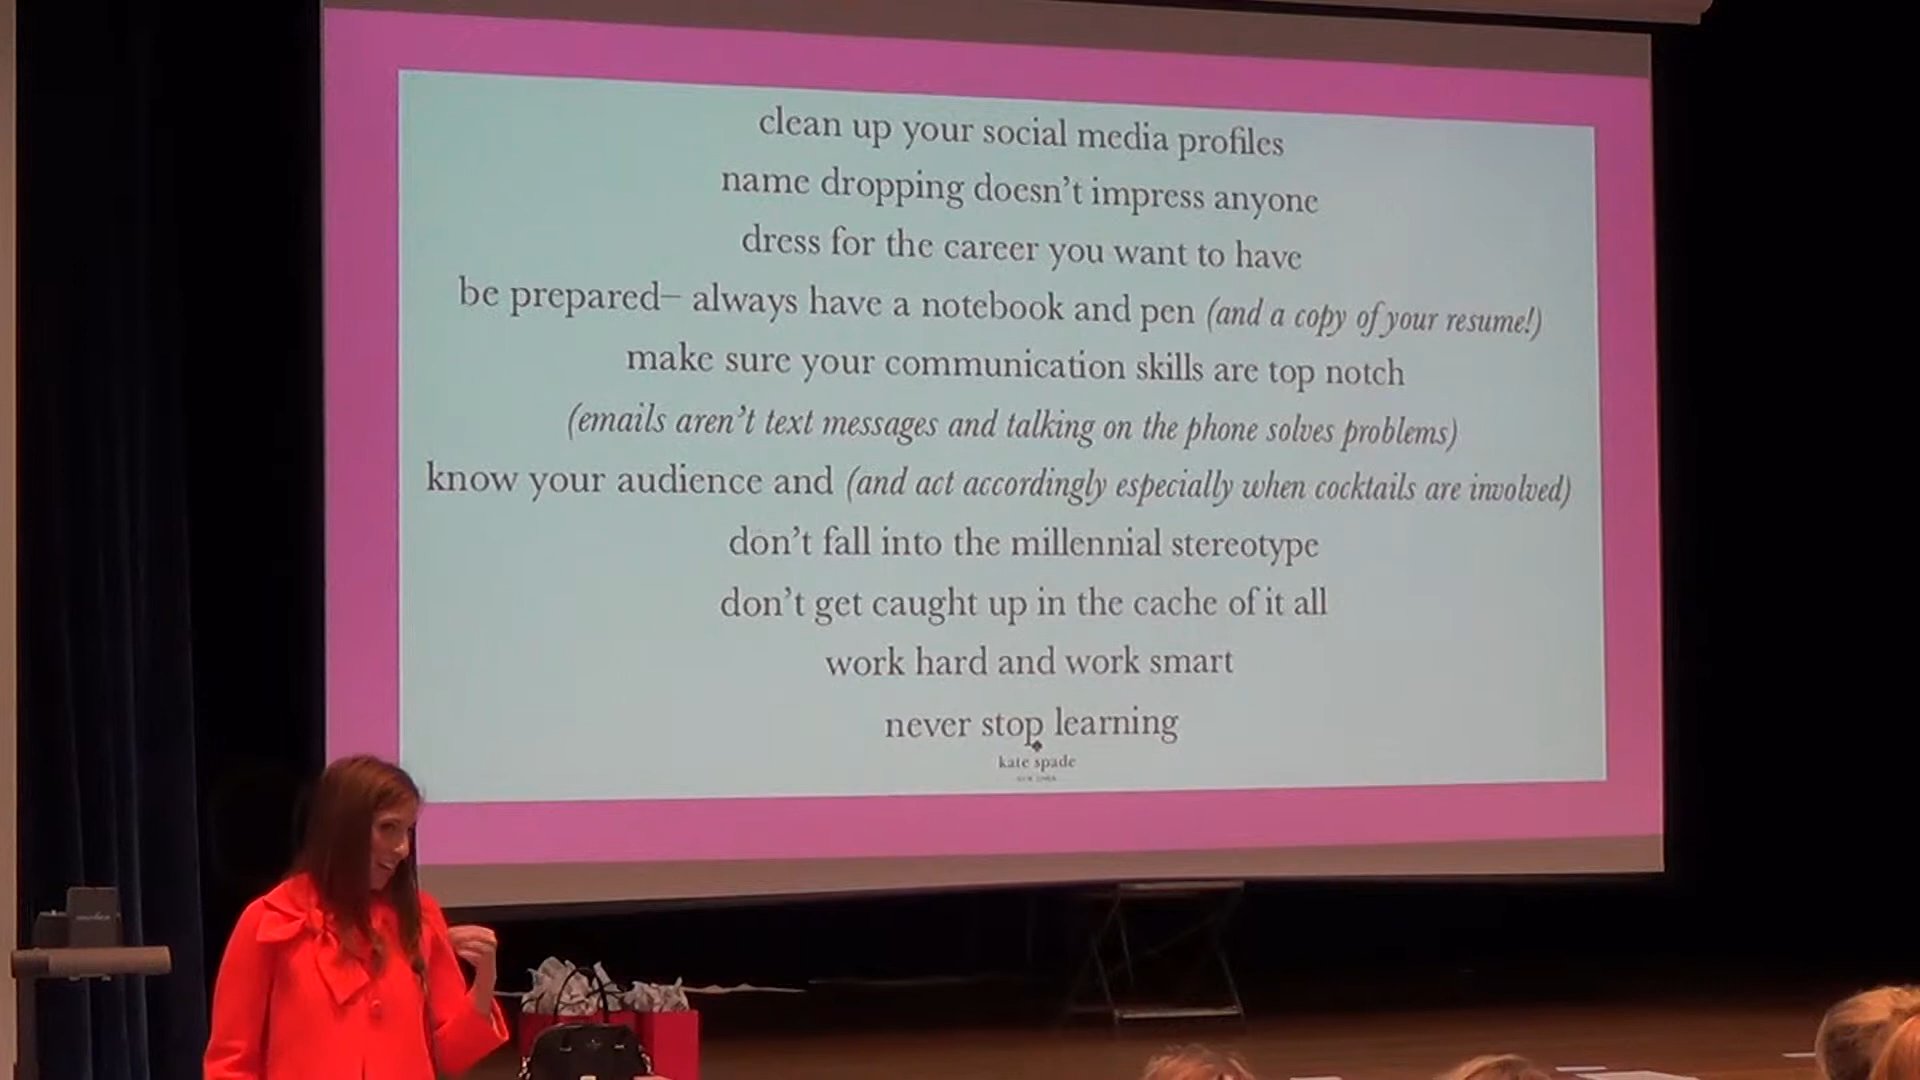 clean up your social media profiles
name dropping doesn't impress anyone
dress for the career you want to have
be prepared– always have a notebook and pen (and a copy of your resume!)
make sure your communication skills are top notch
(emails aren't text messages and talking on the phone solves problems)
know your audience and (and act accordingly especially when cocktails are involved)
don't fall into the millennial stereotype
don't get caught up in the cache of it all
work hard and work smart
never stop learning
kate spade